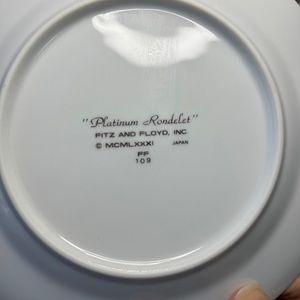 "Platinum Rondelet"
FITZ AND FLOYD, INC.
© MCMLXXXI JAPAN
FF
109